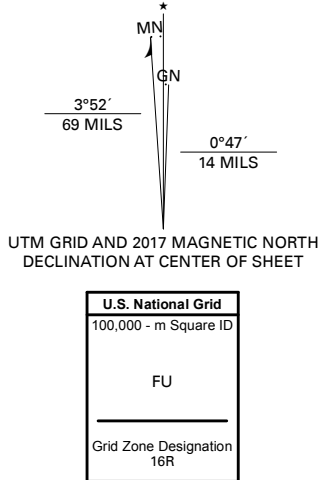 ★
MN
GN
3°52´
69 MILS
0°47´
14 MILS
UTM GRID AND 2017 MAGNETIC NORTH
DECLINATION AT CENTER OF SHEET
U.S. National Grid
100,000 - m Square ID
FU
Grid Zone Designation
16R